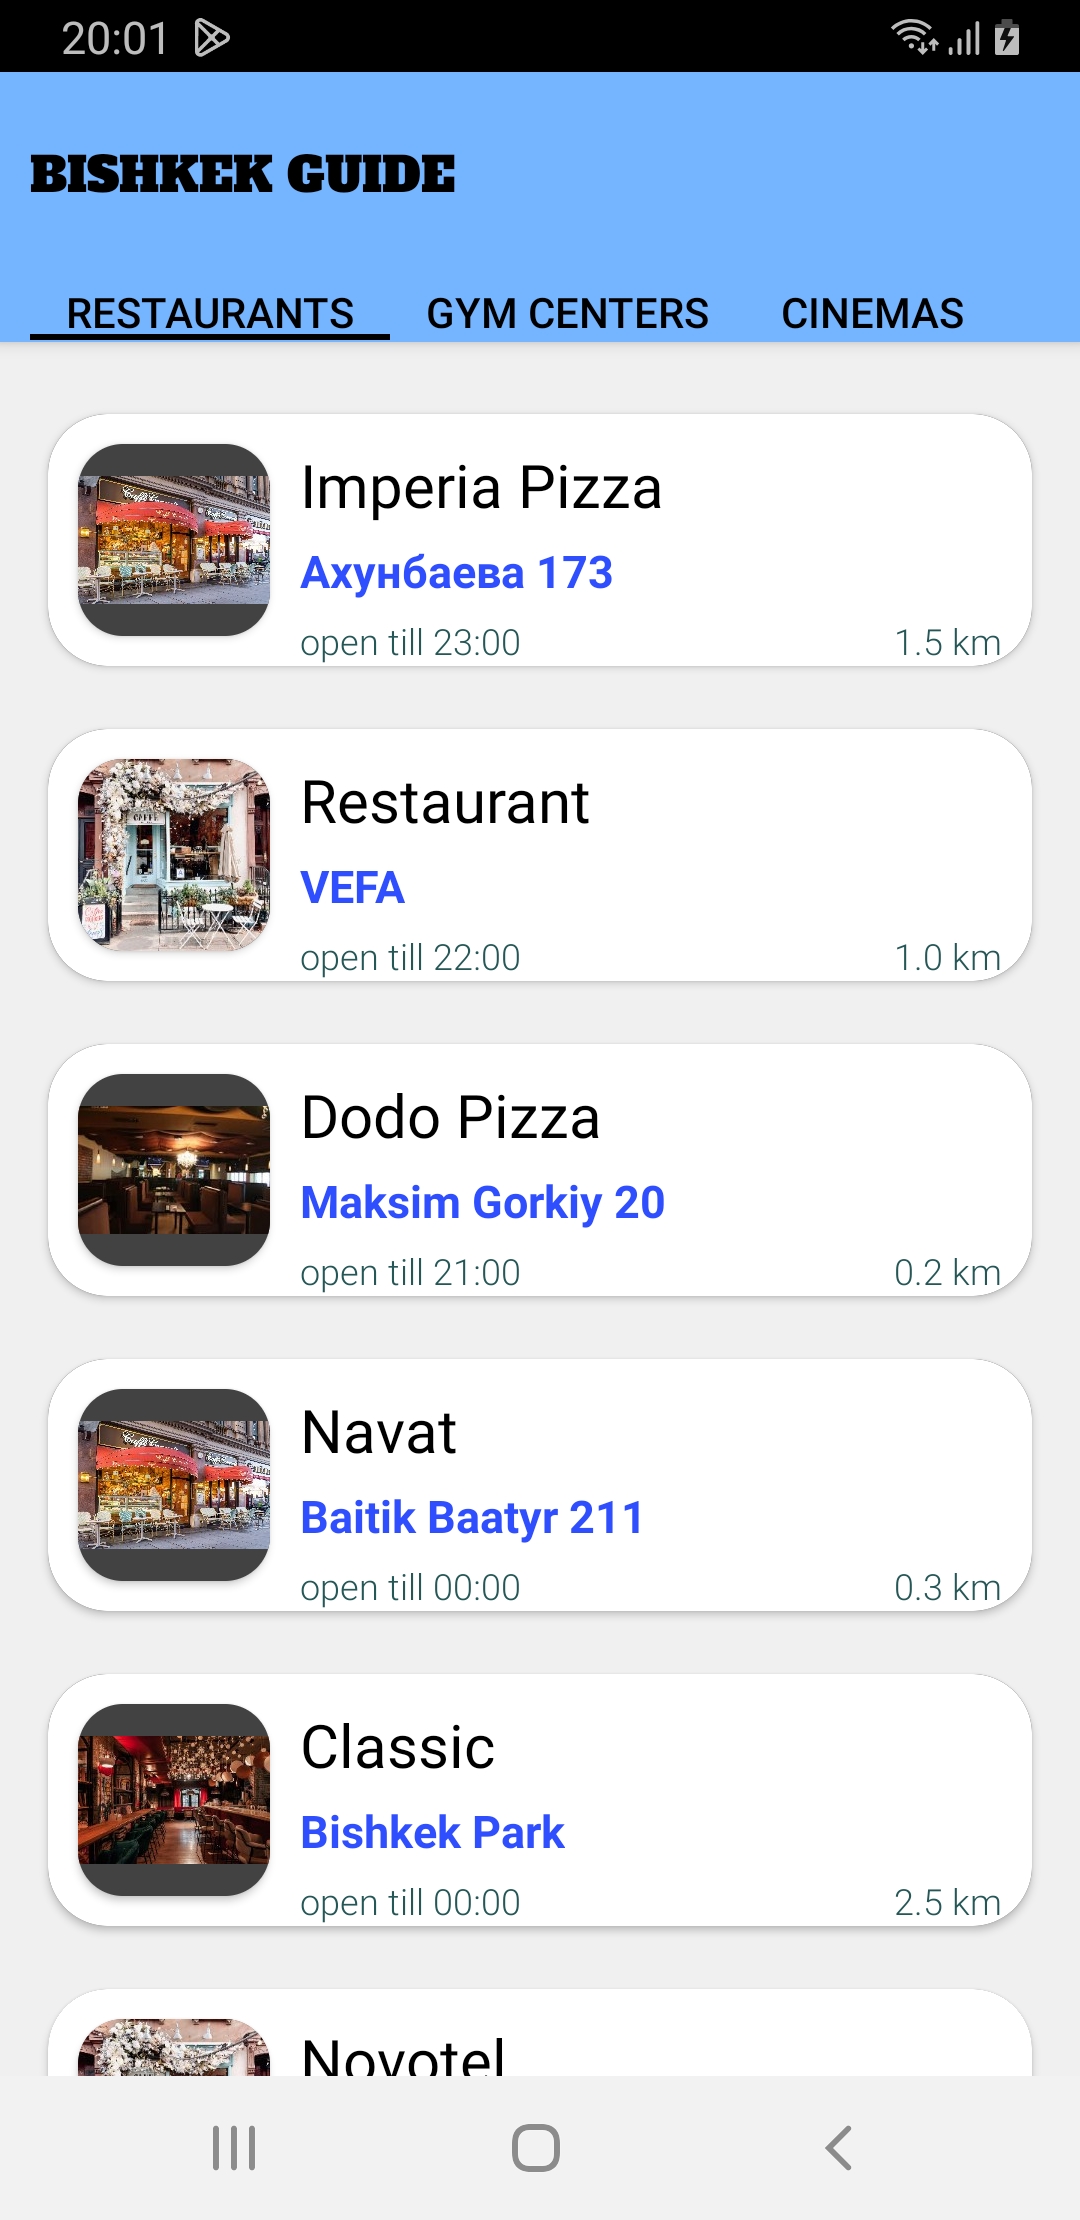 20:01
BISHKEK GUIDE
RESTAURANTS GYM CENTERS CINEMAS
Imperia Pizza
Ахунбаева 173
open till 23:00 1.5 km
Restaurant
VEFA
open till 22:00 1.0 km
Dodo Pizza
Maksim Gorkiy 20
open till 21:00 0.2 km
Navat
Baitik Baatyr 211
open till 00:00 0.3 km
Classic
Bishkek Park
open till 00:00 2.5 km
Novotel